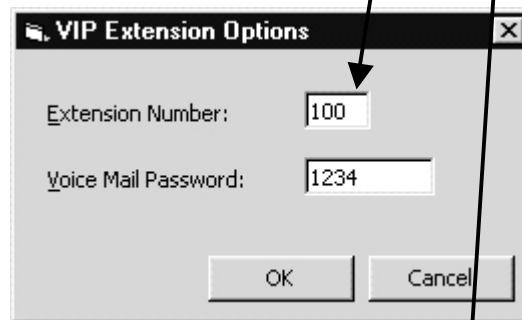 VIP Extension Options
Extension Number: 100
Voice Mail Password: 1234
OK Cancel